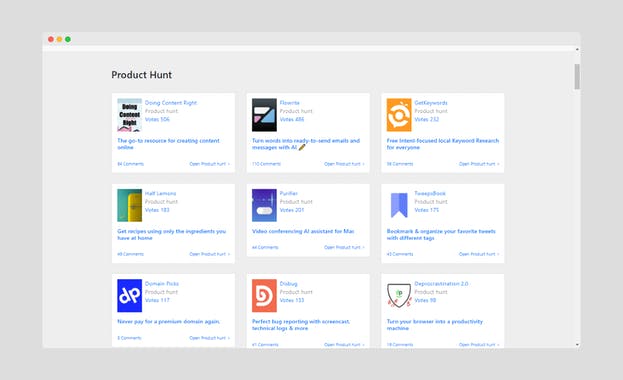 Product Hunt
Doing Content Right
Doing Content Right
Product hunt
Votes 506
The go-to resource for creating content
online
84 Comments
Open Product hunt >
Flowrite
Product hunt
Votes 486
Turn words into ready-to-send emails and
messages with AI
110 Comments
Open Product hunt >
GetKeywords
Product hunt
Votes 232
Free Intent-focused local Keyword Research
for everyone
Open Product hunt >
Half Lemons
Product hunt
Votes 183
Get recipes using only the ingredients you
have at home
Open Product hunt >
Purifier
Product hunt
Votes 201
Video conferencing AI assistant for Mac
44 Comments
Open Product hunt >
TweepsBook
Product hunt
Votes 175
Bookmark & organize your favorite tweets
with different tags
43 Comments
Open Product hunt >
dp
Domain Picks
Product hunt
Votes 117
Never pay for a premium domain again.
8 Comments
Open Product hunt >
Disbug
Product hunt
Votes 133
Perfect bug reporting with screencast,
technical logs & more
41 Comments
Open Product hunt >
Deprocrastination 2.0
Product hunt
Votes 98
Turn your browser into a productivity
machine
19 Comments
Open Product hunt >